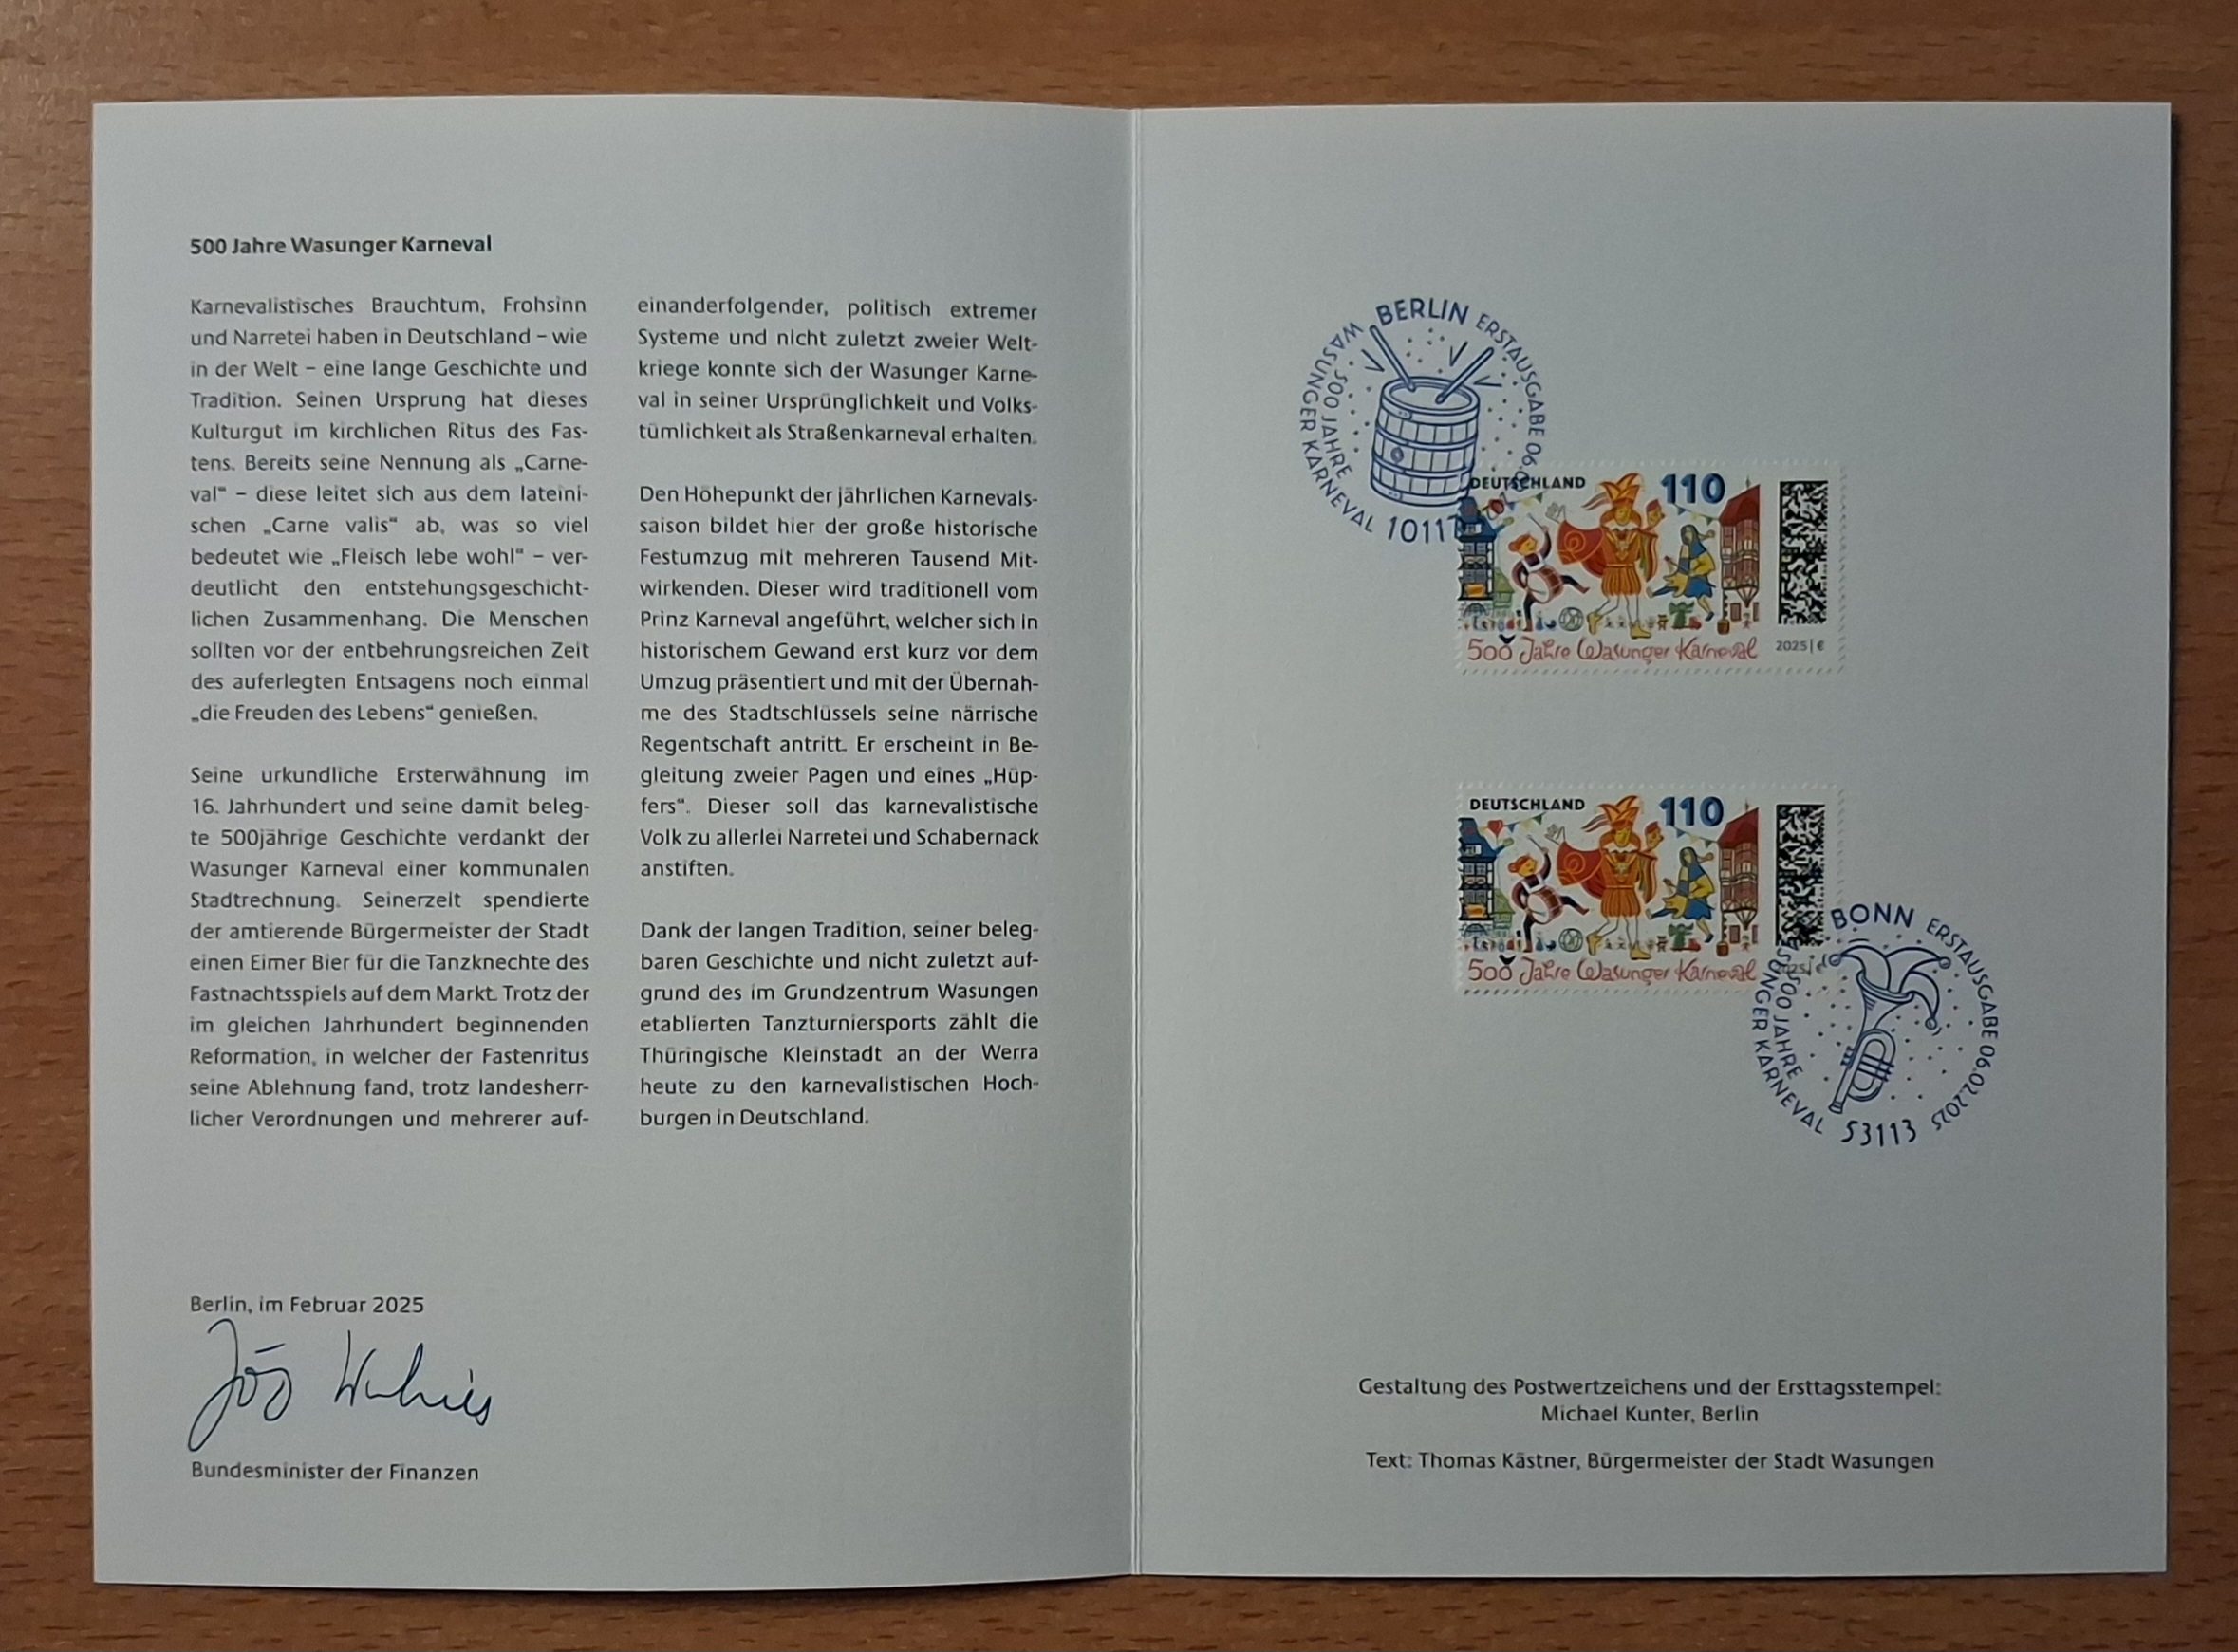 500 Jahre Wasunger Karneval
Karnevalistisches Brauchtum, Frohsinn
und Narretei haben in Deutschland – wie
in der Welt – eine lange Geschichte und
Tradition. Seinen Ursprung hat dieses
Kulturgut im kirchlichen Ritus des Fas-
tens. Bereits seine Nennung als „Carne-
val“ – diese leitet sich aus dem lateini-
schen „Carne valis“ ab, was so viel
bedeutet wie „Fleisch lebe wohl“ – ver-
deutlicht den entstehungsgeschicht-
lichen Zusammenhang. Die Menschen
sollten vor der entbehrungsreichen Zeit
des auferlegten Entsagens noch einmal
„die Freuden des Lebens“ genießen.
Seine urkundliche Ersterwähnung im
16. Jahrhundert und seine damit beleg-
te 500jährige Geschichte verdankt der
Wasunger Karneval einer kommunalen
Stadtrechnung. Seinerzeit spendierte
der amtierende Bürgermeister der Stadt
einen Eimer Bier für die Tanzknechte des
Fastnachtsspiels auf dem Markt. Trotz der
im gleichen Jahrhundert beginnenden
Reformation, in welcher der Fastenritus
seine Ablehnung fand, trotz landesherr-
licher Verordnungen und mehrerer auf-
einanderfolgender, politisch extremer
Systeme und nicht zuletzt zweier Welt-
kriege konnte sich der Wasunger Karne-
val in seiner Ursprünglichkeit und Volks-
tümlichkeit als Straßenkarneval erhalten.
Den Höhepunkt der jährlichen Karnevals-
saison bildet hier der große historische
Festumzug mit mehreren Tausend Mit-
wirkenden. Dieser wird traditionell vom
Prinz Karneval angeführt, welcher sich in
historischem Gewand erst kurz vor dem
Umzug präsentiert und mit der Übernah-
me des Stadtschlüssels seine närrische
Regentschaft antritt. Er erscheint in Be-
gleitung zweier Pagen und eines „Hüp-
fers“. Dieser soll das karnevalistische
Volk zu allerlei Narretei und Schabernack
anstiften.
Dank der langen Tradition, seiner beleg-
baren Geschichte und nicht zuletzt auf-
grund des im Grundzentrum Wasungen
etablierten Tanzturniersports zählt die
Thüringische Kleinstadt an der Werra
heute zu den karnevalistischen Hoch-
burgen in Deutschland.
Berlin, im Februar 2025
Bundesminister der Finanzen
BERLIN ERSTAUSGABE 06.
500 JAHRE
WASUNGER KARNEVAL
10117
DEUTSCHLAND 110
500 Jahre Wasunger Karneval 2025 | €
DEUTSCHLAND 110
500 Jahre Wasunger Karneval
BONN ERSTAUSGABE 06.02.2025
500 JAHRE
WASUNGER KARNEVAL
53113
Gestaltung des Postwertzeichens und der Ersttagsstempel:
Michael Kunter, Berlin
Text: Thomas Kästner, Bürgermeister der Stadt Wasungen